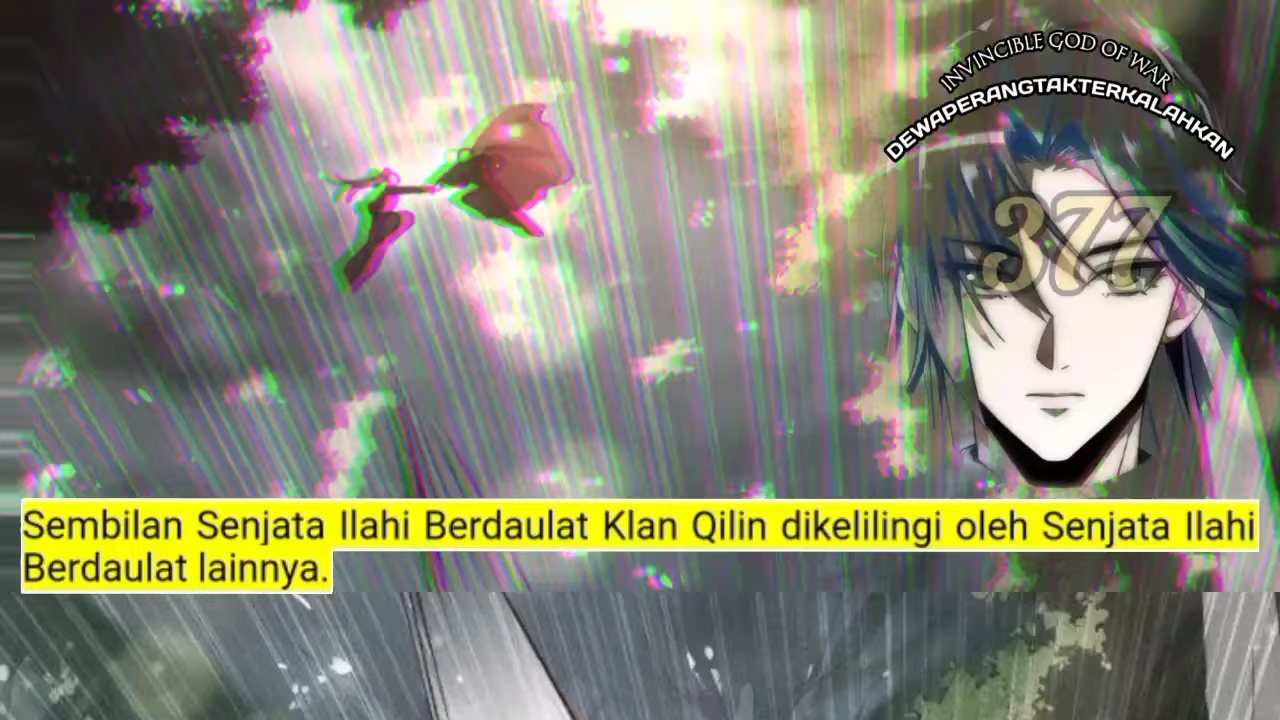 INVINCIBLE GOD OF WAR
DEWAPERANGTAKTERKALAHKAN
377
Sembilan Senjata Ilahi Berdaulat Klan Qilin dikelilingi oleh Senjata Ilahi
Berdaulat lainnya.